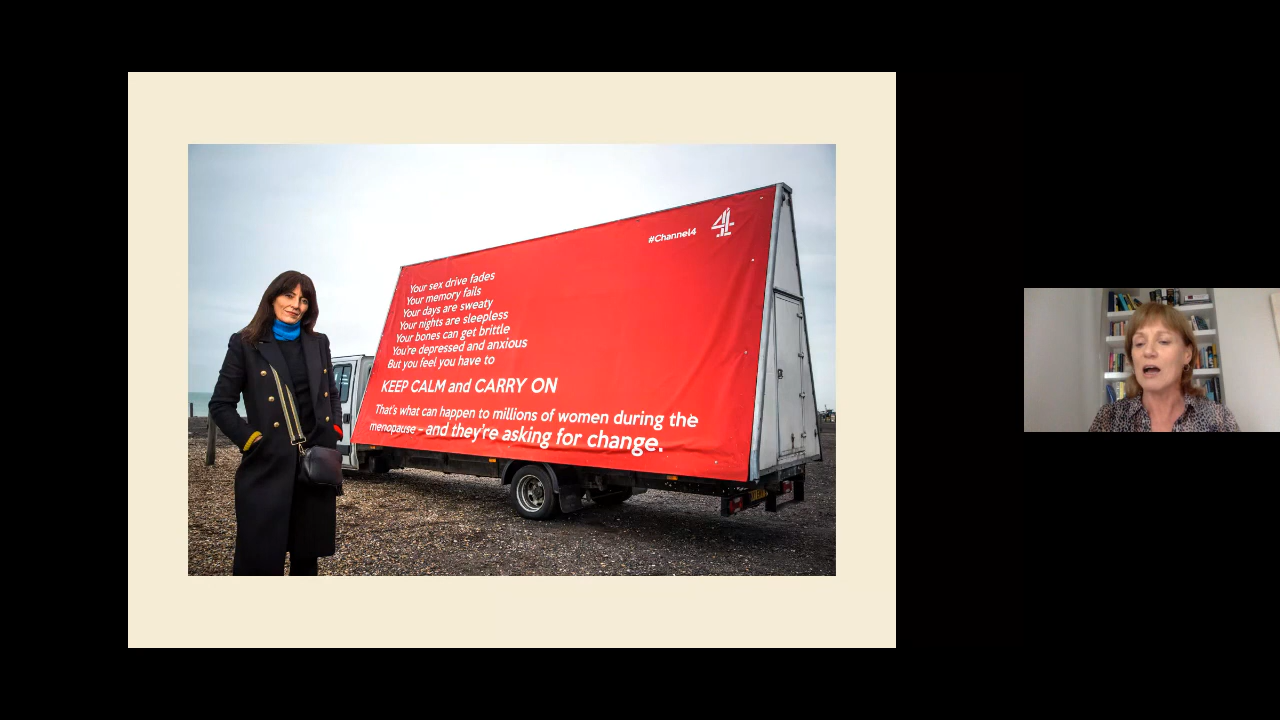 #Channel4
4
Your sex drive fades
Your memory fails
Your days are sweaty
Your nights are sleepless
Your bones can get brittle
You're depressed and anxious
But you feel you have to
KEEP CALM and CARRY ON
That's what can happen to millions of women during the
menopause – and they're asking for change.